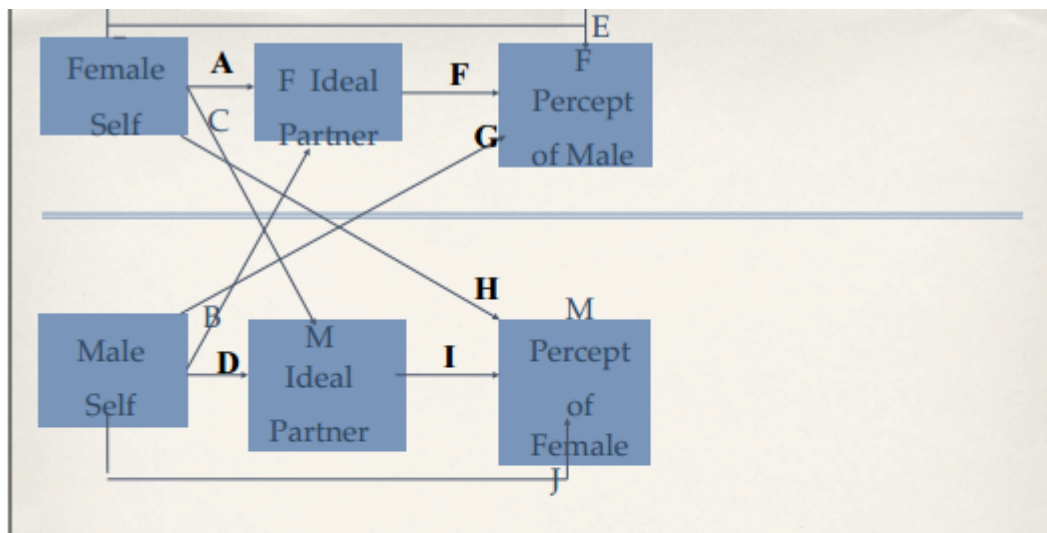 E
Female
Self
A
F Ideal
Partner
F
F
Percept
of Male
C
G
H
B
Male
Self
D
M
Ideal
Partner
I
M
Percept
of
Female
J